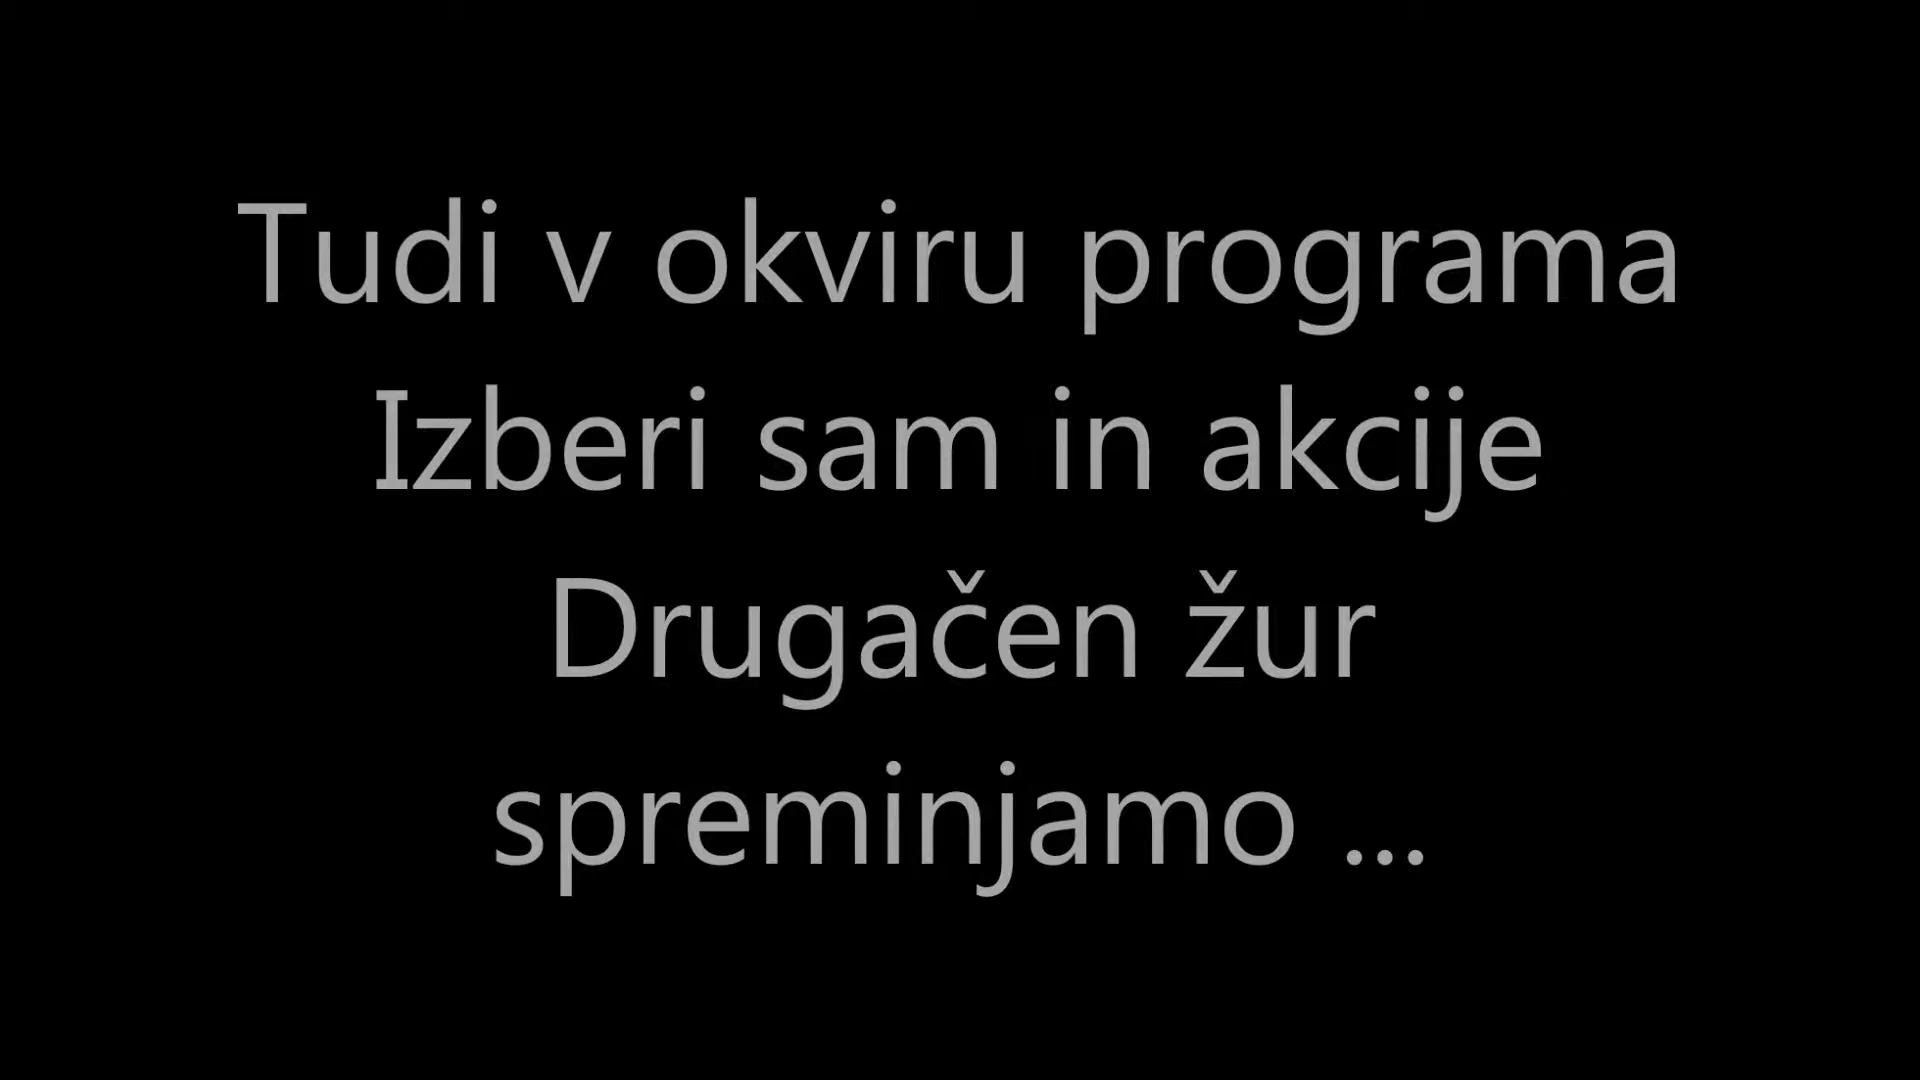 Tudi v okviru programa
Izberi sam in akcije
Drugačen žur
spreminjamo ...